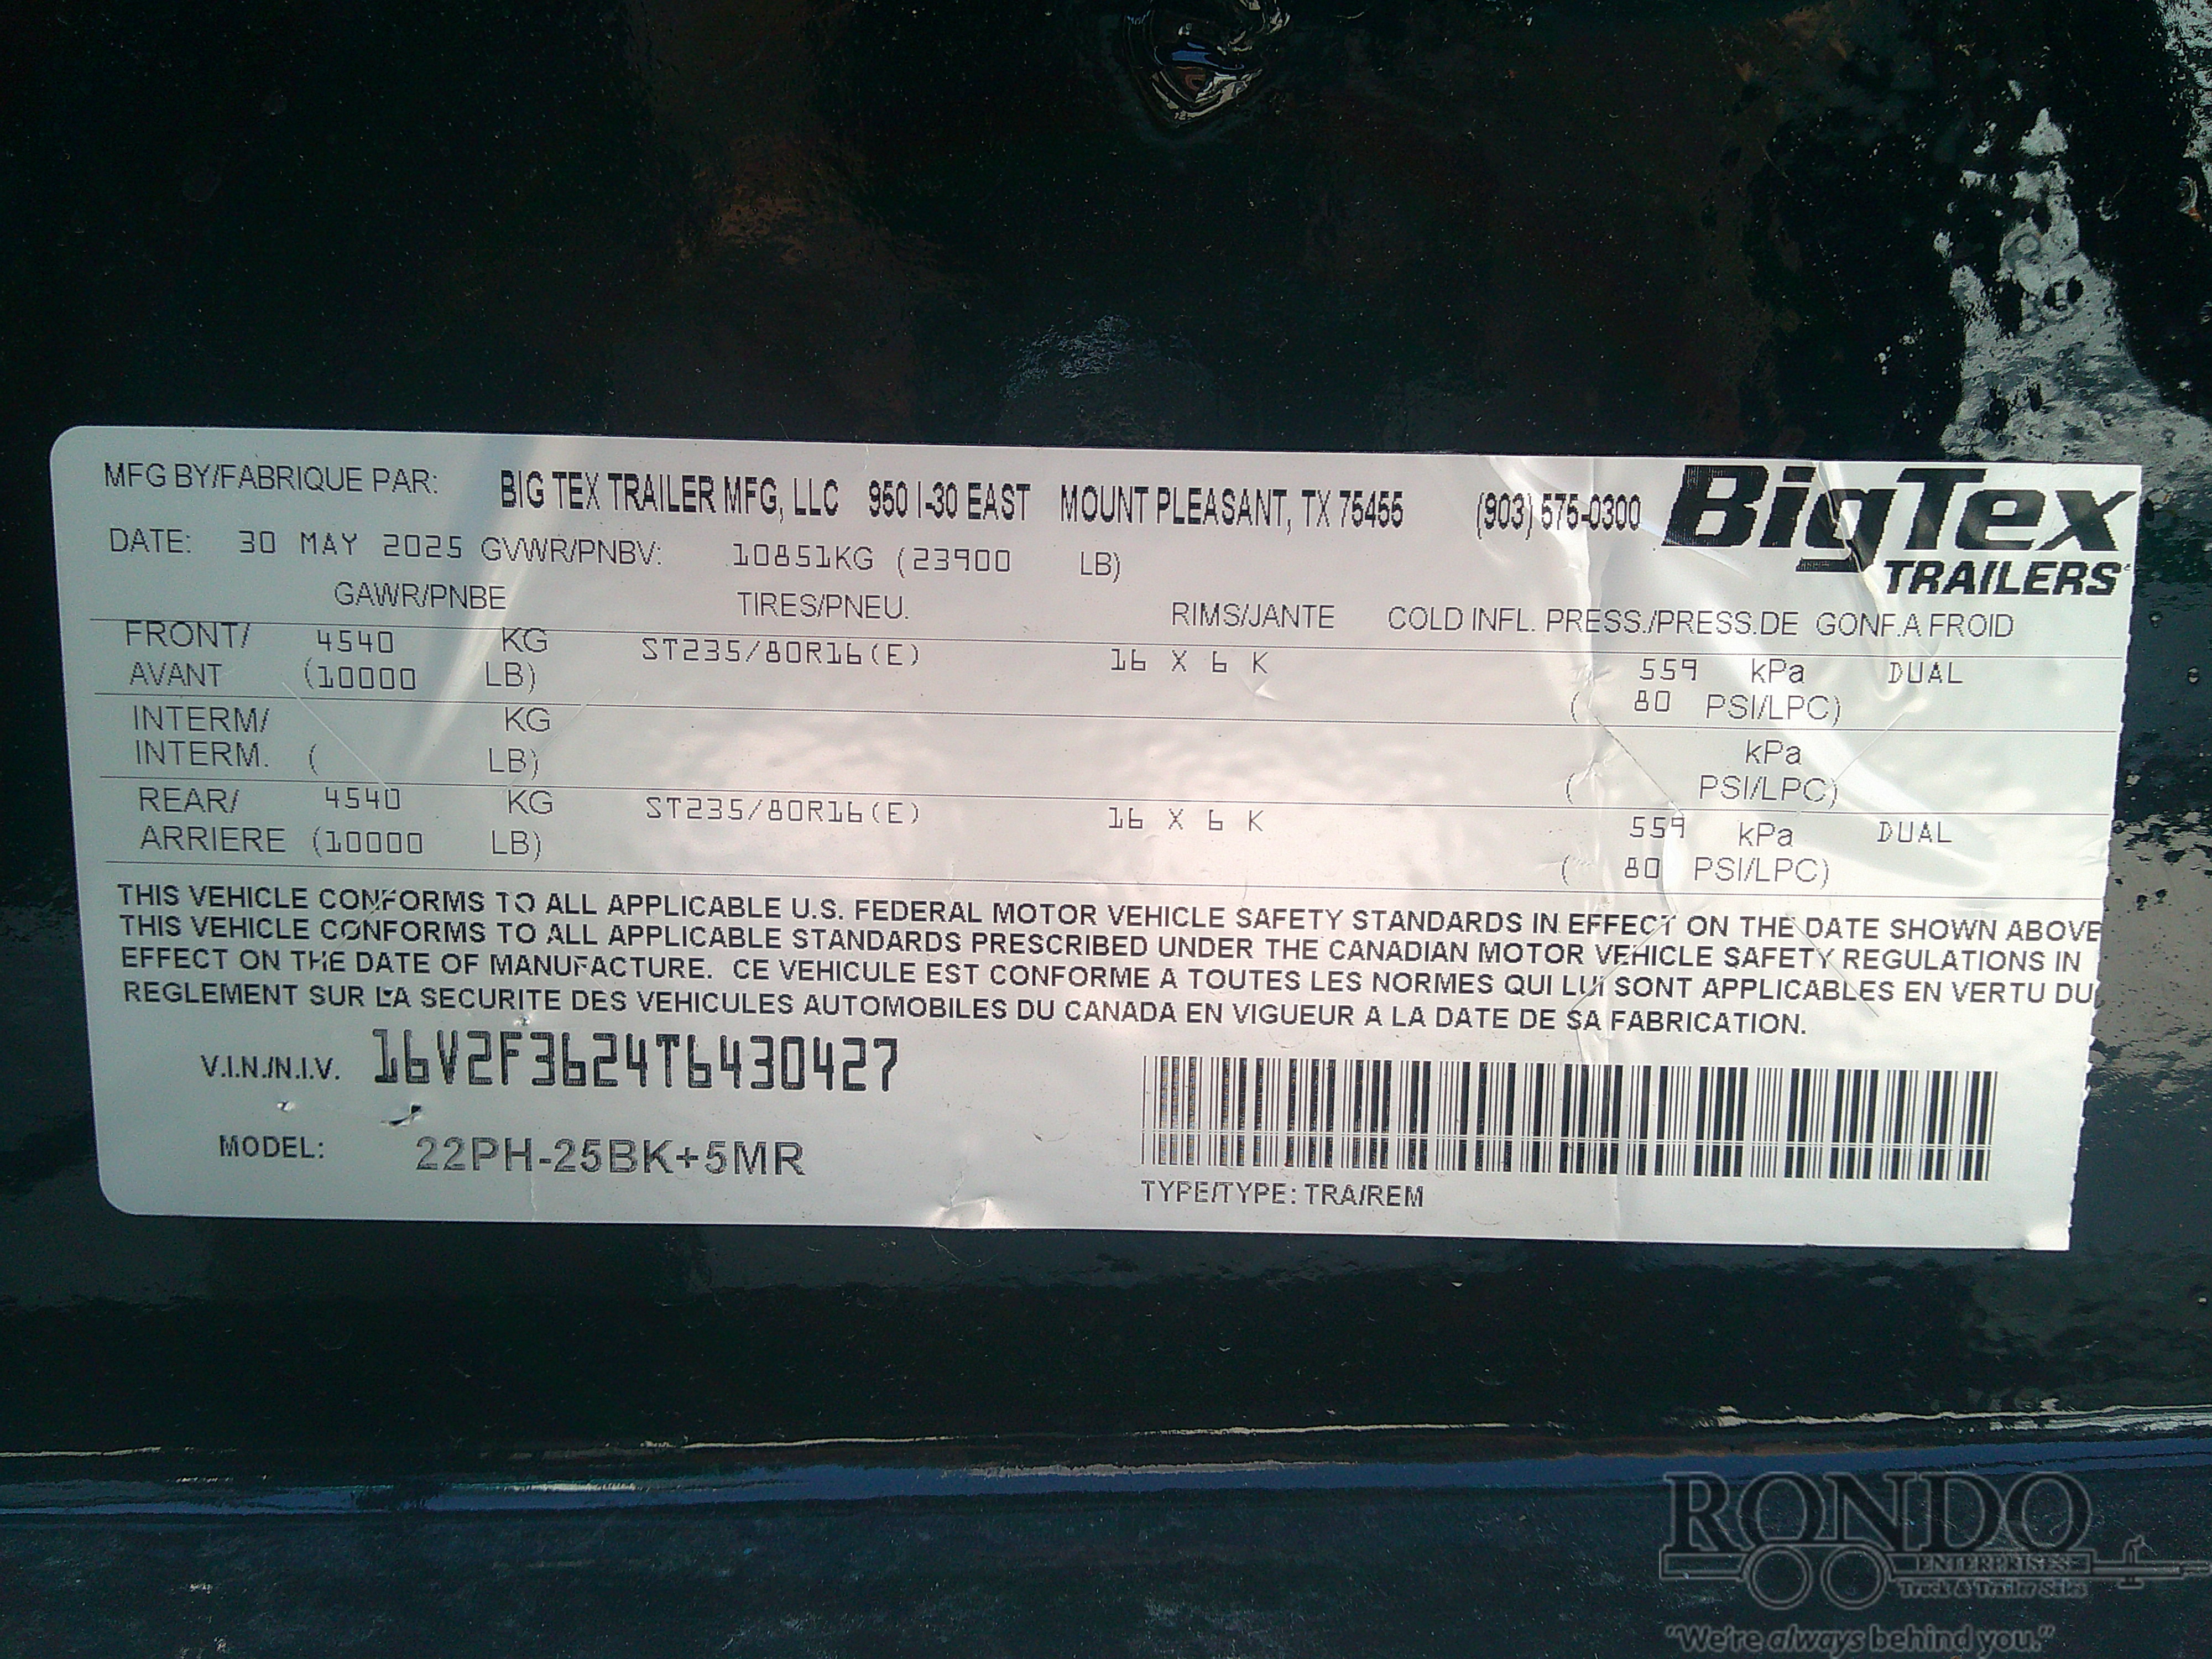 MFG BY/FABRIQUE PAR: BIG TEX TRAILER MFG, LLC 950 I-30 EAST MOUNT PLEASANT, TX 75455 (903) 575-0300 BigTex
TRAILERS
DATE: 30 MAY 2025 GVWR/PNBV: 10851KG (23900 LB)
GAWR/PNBE TIRES/PNEU. RIMS/JANTE COLD INFL. PRESS./PRESS.DE GONF.A FROID
FRONT/ 4540 KG ST235/80R16(E) 16 X 6 K 559 kPa DUAL
AVANT (10000 LB) ( 80 PSI/LPC)
INTERM/ KG kPa
INTERM. ( LB) ( PSI/LPC)
REAR/ 4540 KG ST235/80R16(E) 16 X 6 K 559 kPa DUAL
ARRIERE (10000 LB) ( 80 PSI/LPC)
THIS VEHICLE CONFORMS TO ALL APPLICABLE U.S. FEDERAL MOTOR VEHICLE SAFETY STANDARDS IN EFFECT ON THE DATE SHOWN ABOVE
THIS VEHICLE CONFORMS TO ALL APPLICABLE STANDARDS PRESCRIBED UNDER THE CANADIAN MOTOR VEHICLE SAFETY REGULATIONS IN
EFFECT ON THE DATE OF MANUFACTURE. CE VEHICULE EST CONFORME A TOUTES LES NORMES QUI LUI SONT APPLICABLES EN VERTU DU
REGLEMENT SUR LA SECURITE DES VEHICULES AUTOMOBILES DU CANADA EN VIGUEUR A LA DATE DE SA FABRICATION.
V.I.N./N.I.V. 16V2F3624T6430427
MODEL: 22PH-25BK+5MR
TYPE/TYPE: TRA/REM
RONDO
ENTERPRISES
Truck & Trailer Sales
"We're always behind you."